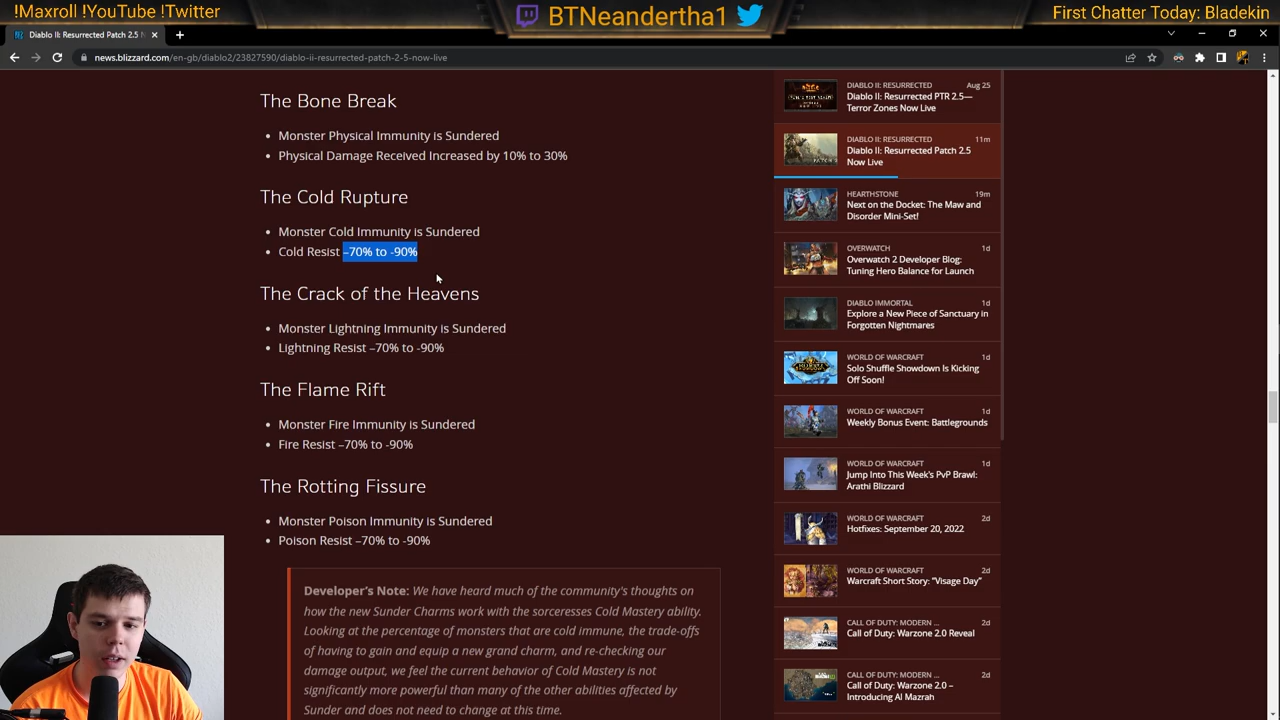 !Maxroll !YouTube !Twitter
BTNeandertha1
First Chatter Today: Bladekin
Diablo II: Resurrected Patch 2.5 N
news.blizzard.com/en-gb/diablo2/23827590/diablo-ii-resurrected-patch-2-5-now-live
The Bone Break
• Monster Physical Immunity is Sundered
• Physical Damage Received Increased by 10% to 30%
The Cold Rupture
• Monster Cold Immunity is Sundered
• Cold Resist –70% to -90%
The Crack of the Heavens
• Monster Lightning Immunity is Sundered
• Lightning Resist –70% to -90%
The Flame Rift
• Monster Fire Immunity is Sundered
• Fire Resist –70% to -90%
The Rotting Fissure
• Monster Poison Immunity is Sundered
• Poison Resist –70% to -90%
Developer's Note: We have heard much of the community's thoughts on
how the new Sunder Charms work with the sorceresses Cold Mastery ability.
Looking at the percentage of monsters that are cold immune, the trade-offs
of having to gain and equip a new grand charm, and re-checking our
damage output, we feel the current behavior of Cold Mastery is not
significantly more powerful than many of the other abilities affected by
Sunder and does not need to change at this time.
DIABLO II: RESURRECTED Aug 25
Diablo II: Resurrected PTR 2.5—
Terror Zones Now Live
DIABLO II: RESURRECTED 11m
Diablo II: Resurrected Patch 2.5
Now Live
HEARTHSTONE 19m
Next on the Docket: The Maw and
Disorder Mini-Set!
OVERWATCH 1d
Overwatch 2 Developer Blog:
Tuning Hero Balance for Launch
DIABLO IMMORTAL 1d
Explore a New Piece of Sanctuary in
Forgotten Nightmares
WORLD OF WARCRAFT 1d
Solo Shuffle Showdown Is Kicking
Off Soon!
WORLD OF WARCRAFT 1d
Weekly Bonus Event: Battlegrounds
WORLD OF WARCRAFT 1d
Jump Into This Week's PvP Brawl:
Arathi Blizzard
WORLD OF WARCRAFT 2d
Hotfixes: September 20, 2022
WORLD OF WARCRAFT 2d
Warcraft Short Story: “Visage Day”
CALL OF DUTY: MODERN ... 2d
Call of Duty: Warzone 2.0 Reveal
CALL OF DUTY: MODERN ... 2d
Call of Duty: Warzone 2.0 –
Introducing Al Mazrah